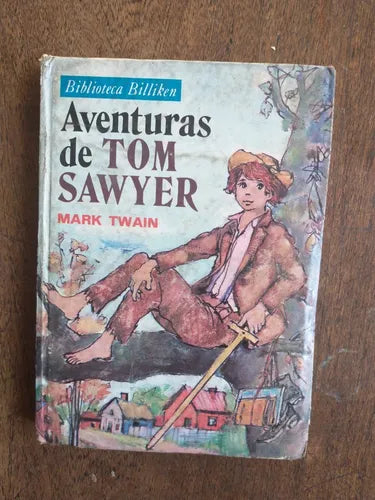 Biblioteca Billiken
Aventuras
de TOM
SAWYER
MARK TWAIN